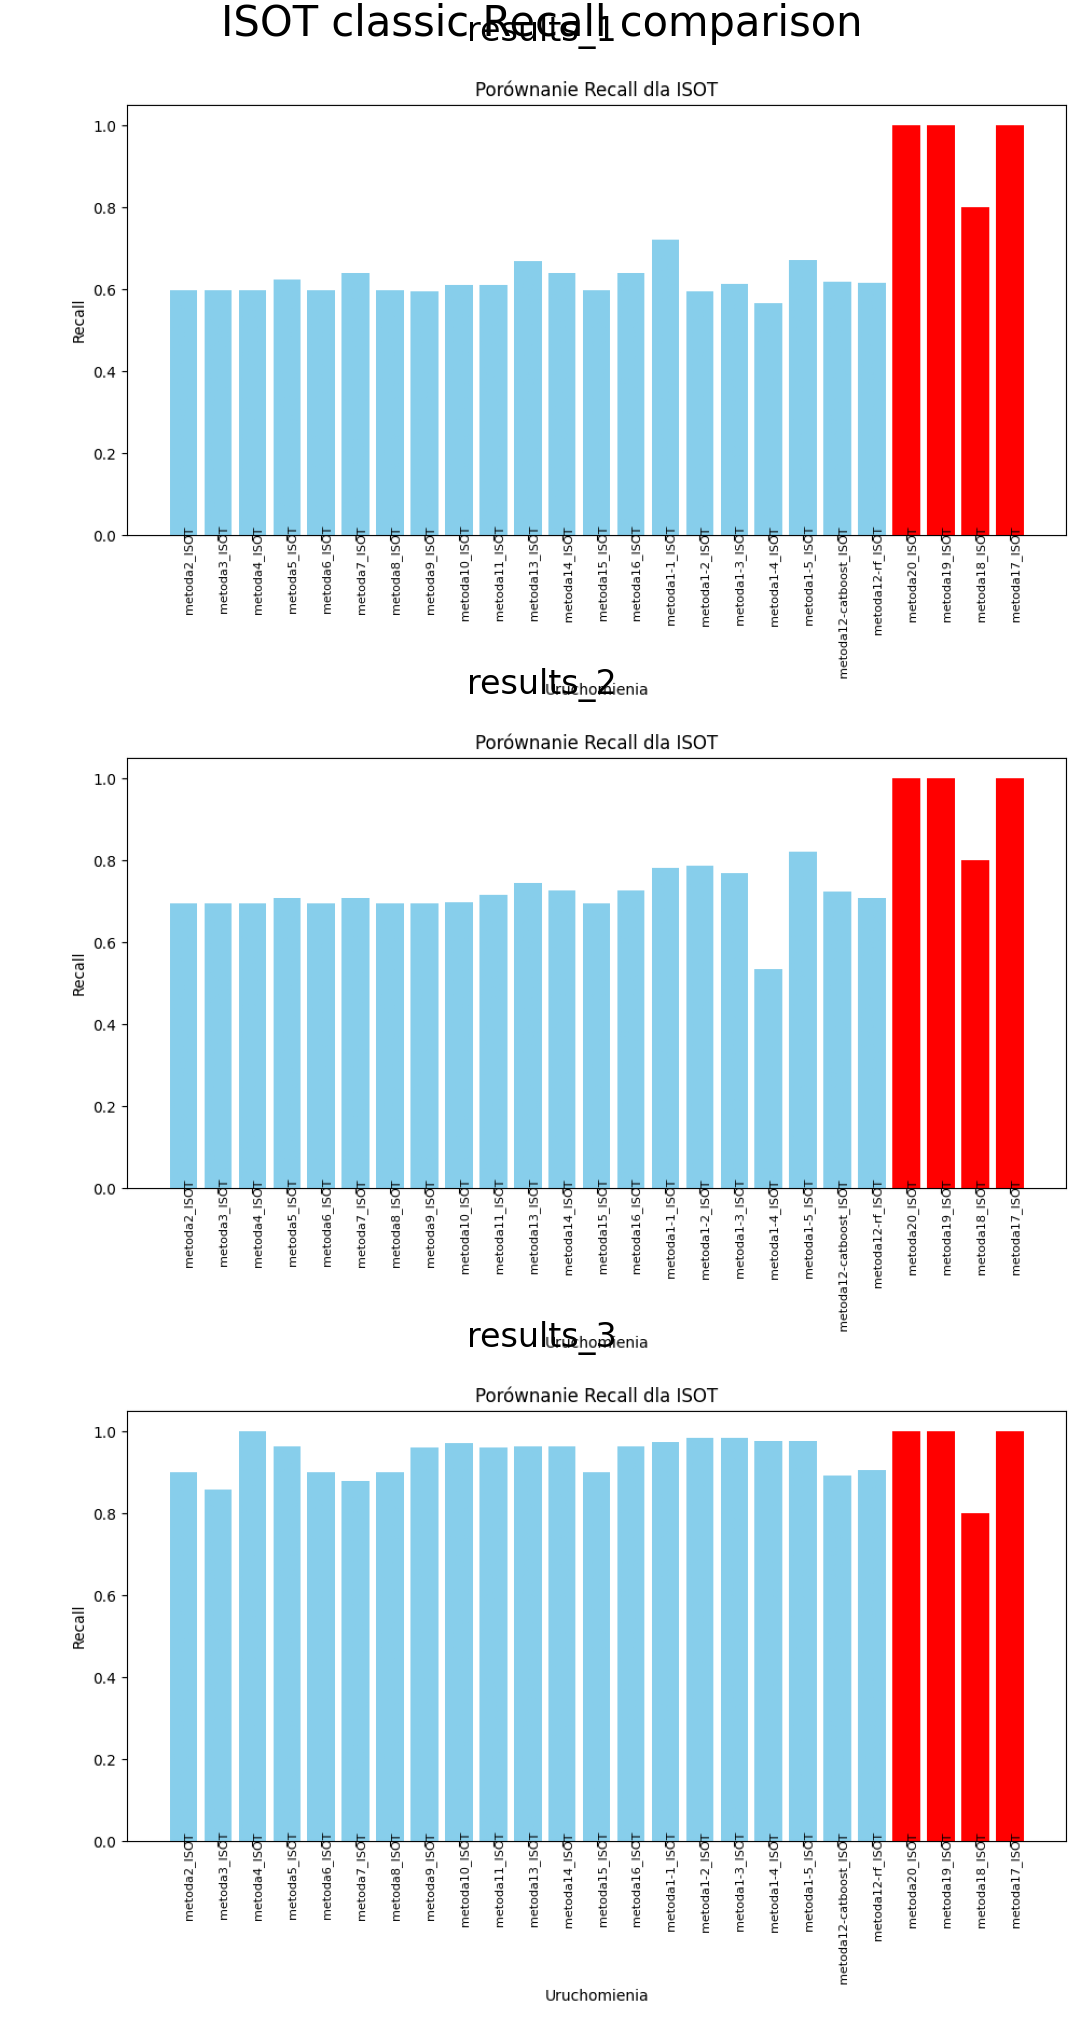 ISOT classic Recall comparison
results_1
Porównanie Recall dla ISOT
1.0
0.8
0.6
0.4
0.2
0.0
Recall
metoda2_ISOT
metoda3_ISOT
metoda4_ISOT
metoda5_ISOT
metoda6_ISOT
metoda7_ISOT
metoda8_ISOT
metoda9_ISOT
metoda10_ISOT
metoda11_ISOT
metoda13_ISOT
metoda14_ISOT
metoda15_ISOT
metoda16_ISOT
metoda1-1_ISOT
metoda1-2_ISOT
metoda1-3_ISOT
metoda1-4_ISOT
metoda1-5_ISOT
metoda12-catboost_ISOT
metoda12-rf_ISOT
metoda20_ISOT
metoda19_ISOT
metoda18_ISOT
metoda17_ISOT
Uruchomienia
results_2
Porównanie Recall dla ISOT
1.0
0.8
0.6
0.4
0.2
0.0
Recall
metoda2_ISOT
metoda3_ISOT
metoda4_ISOT
metoda5_ISOT
metoda6_ISOT
metoda7_ISOT
metoda8_ISOT
metoda9_ISOT
metoda10_ISOT
metoda11_ISOT
metoda13_ISOT
metoda14_ISOT
metoda15_ISOT
metoda16_ISOT
metoda1-1_ISOT
metoda1-2_ISOT
metoda1-3_ISOT
metoda1-4_ISOT
metoda1-5_ISOT
metoda12-catboost_ISOT
metoda12-rf_ISOT
metoda20_ISOT
metoda19_ISOT
metoda18_ISOT
metoda17_ISOT
Uruchomienia
results_3
Porównanie Recall dla ISOT
1.0
0.8
0.6
0.4
0.2
0.0
Recall
metoda2_ISOT
metoda3_ISOT
metoda4_ISOT
metoda5_ISOT
metoda6_ISOT
metoda7_ISOT
metoda8_ISOT
metoda9_ISOT
metoda10_ISOT
metoda11_ISOT
metoda13_ISOT
metoda14_ISOT
metoda15_ISOT
metoda16_ISOT
metoda1-1_ISOT
metoda1-2_ISOT
metoda1-3_ISOT
metoda1-4_ISOT
metoda1-5_ISOT
metoda12-catboost_ISOT
metoda12-rf_ISOT
metoda20_ISOT
metoda19_ISOT
metoda18_ISOT
metoda17_ISOT
Uruchomienia